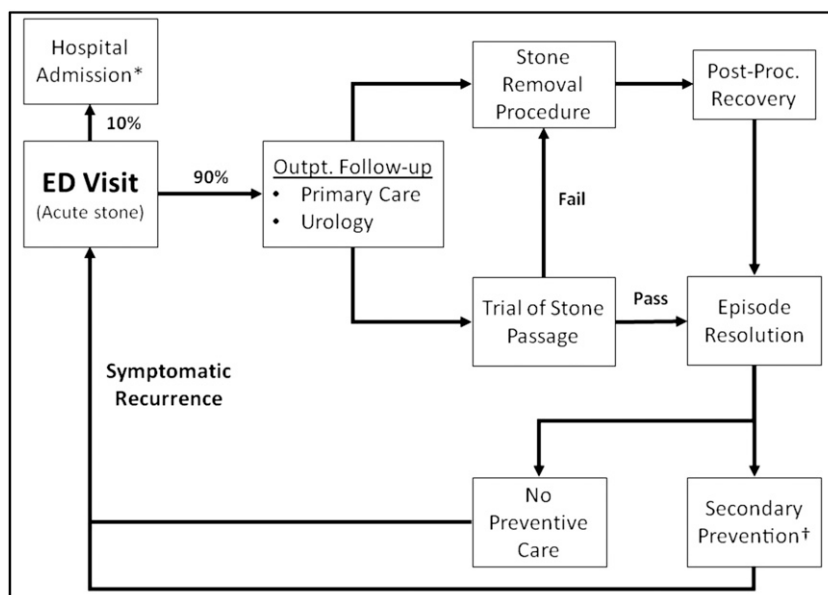 Hospital
Admission*
10%
ED Visit
(Acute stone)
90%
Outpt. Follow-up
• Primary Care
• Urology
Stone
Removal
Procedure
Post-Proc.
Recovery
Fail
Trial of Stone
Passage
Pass
Episode
Resolution
Symptomatic
Recurrence
No
Preventive
Care
Secondary
Prevention†